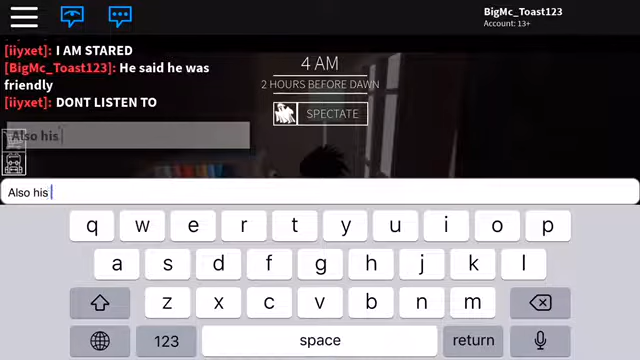 BigMc_Toast123
Account: 13+
[iiyxet]: I AM STARED
[BigMc_Toast123]: He said he was
friendly
[iiyxet]: DONT LISTEN TO
4 AM
2 HOURS BEFORE DAWN
SPECTATE
Also his
Also his
q w e r t y u i o p
a s d f g h j k l
z x c v b n m
123 space return